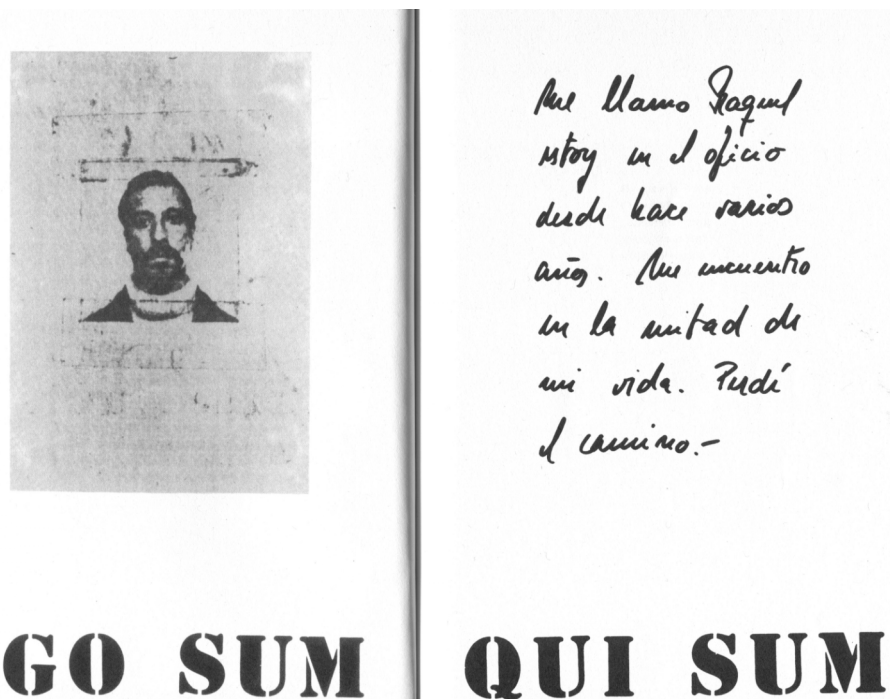 Me llamo Raquel
estoy en el oficio
desde hace varios
años. Me encuentro
en la mitad de
mi vida. Perdí
el camino.-
GO SUM
QUI SUM